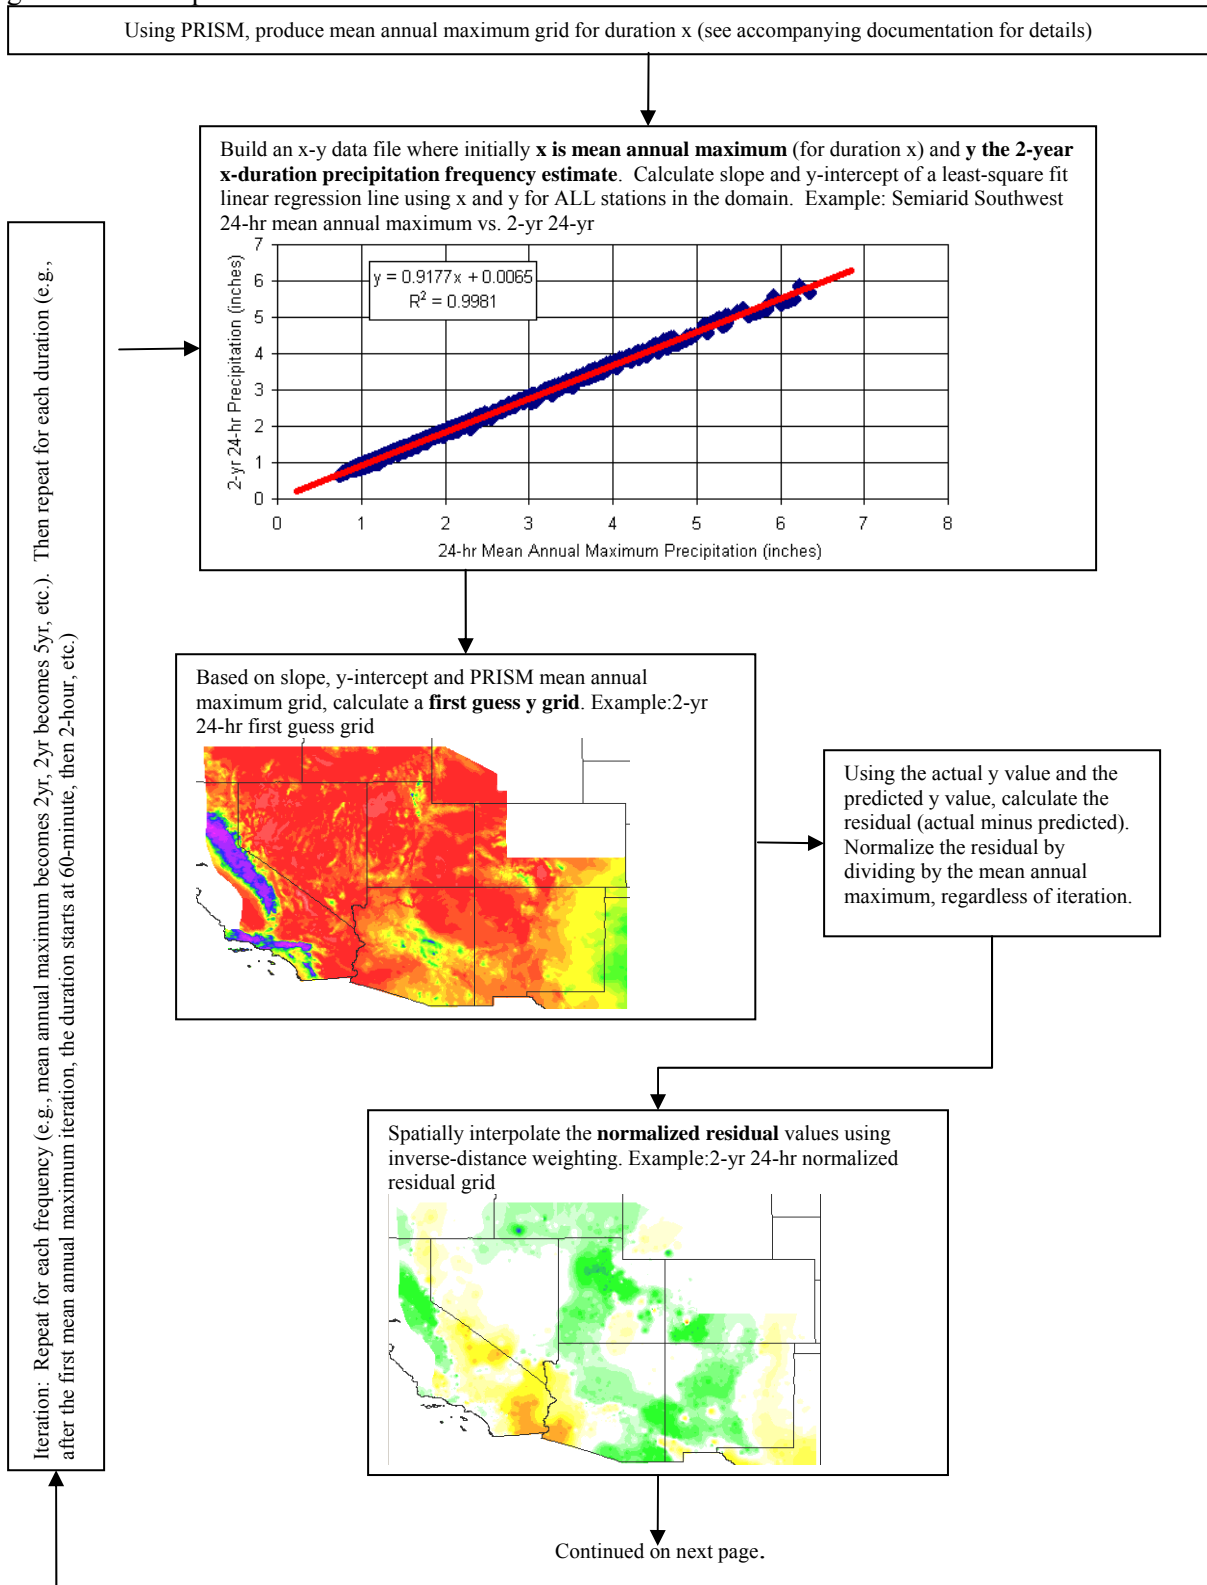 Using PRISM, produce mean annual maximum grid for duration x (see accompanying documentation for details)
Build an x-y data file where initially x is mean annual maximum (for duration x) and y the 2-year
x-duration precipitation frequency estimate. Calculate slope and y-intercept of a least-square fit
linear regression line using x and y for ALL stations in the domain. Example: Semiarid Southwest
24-hr mean annual maximum vs. 2-yr 24-yr
2-yr 24-hr Precipitation (inches)
7
6
5
4
3
2
1
0
y = 0.9177x + 0.0065
R² = 0.9981
0 1 2 3 4 5 6 7 8
24-hr Mean Annual Maximum Precipitation (inches)
Iteration: Repeat for each frequency (e.g., mean annual maximum becomes 2yr, 2yr becomes 5yr, etc.). Then repeat for each duration (e.g.,
after the first mean annual maximum iteration, the duration starts at 60-minute, then 2-hour, etc.)
Based on slope, y-intercept and PRISM mean annual
maximum grid, calculate a first guess y grid. Example:2-yr
24-hr first guess grid
Using the actual y value and the
predicted y value, calculate the
residual (actual minus predicted).
Normalize the residual by
dividing by the mean annual
maximum, regardless of iteration.
Spatially interpolate the normalized residual values using
inverse-distance weighting. Example:2-yr 24-hr normalized
residual grid
Continued on next page.